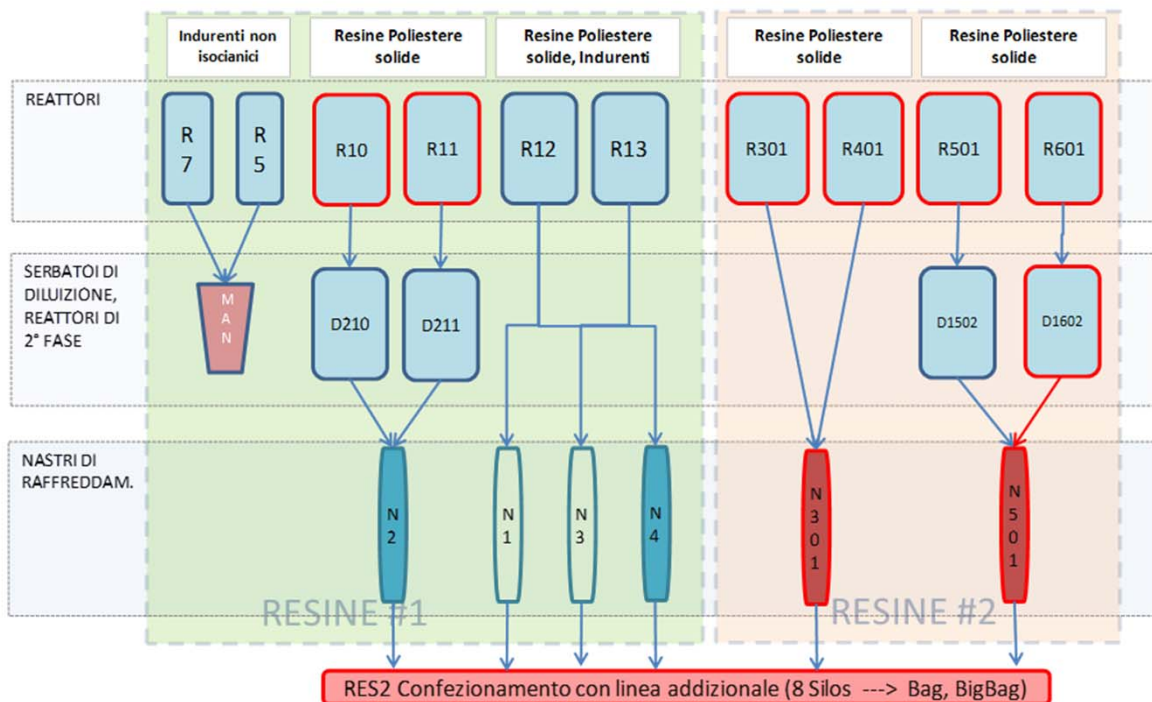 Indurenti non
isocianici
Resine Poliestere
solide
Resine Poliestere
solide, Indurenti
Resine Poliestere
solide
Resine Poliestere
solide
REATTORI
R
7
R
5
R10
R11
R12
R13
R301
R401
R501
R601
SERBATOI DI
DILUIZIONE,
REATTORI DI
2° FASE
M
A
N
D210
D211
D1502
D1602
NASTRI DI
RAFFREDDAM.
N
2
N
1
N
3
N
4
N
3
0
1
N
5
0
1
RESINE #1
RESINE #2
RES2 Confezionamento con linea addizionale (8 Silos ---> Bag, BigBag)